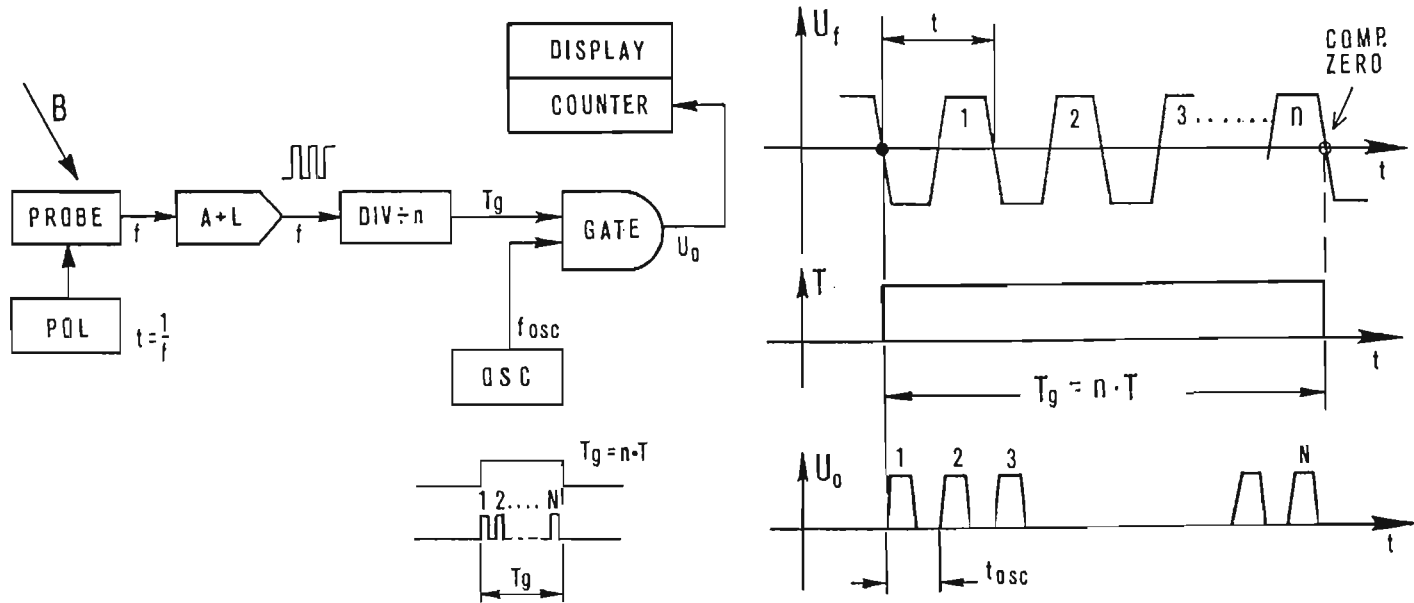 DISPLAY
COUNTER
B
PROBE
f
A+L
f
DIV÷n
Tg
GATE
U₀
POL
t=1/f
fosc
OSC
Tg=n•T
1 2.... N
Tg
Uf
t
COMP.
ZERO
1 2 3...... n
t
T
t
Tg = n·T
U₀
1 2 3 N
t
tosc